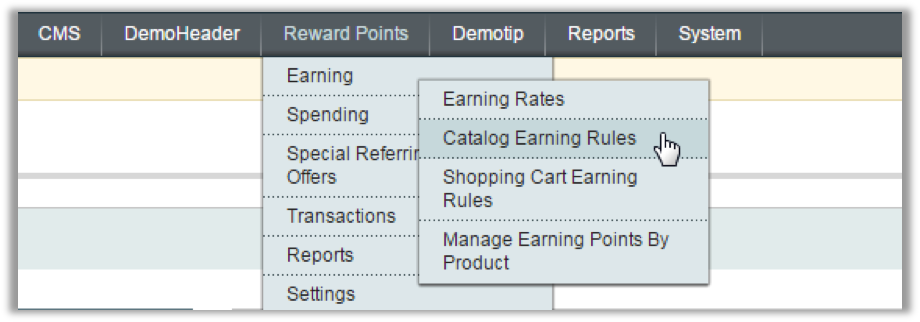 CMS DemoHeader Reward Points Demotip Reports System
Earning
Spending
Special Referrin
Offers
Transactions
Reports
Settings
Earning Rates
Catalog Earning Rules
Shopping Cart Earning
Rules
Manage Earning Points By
Product